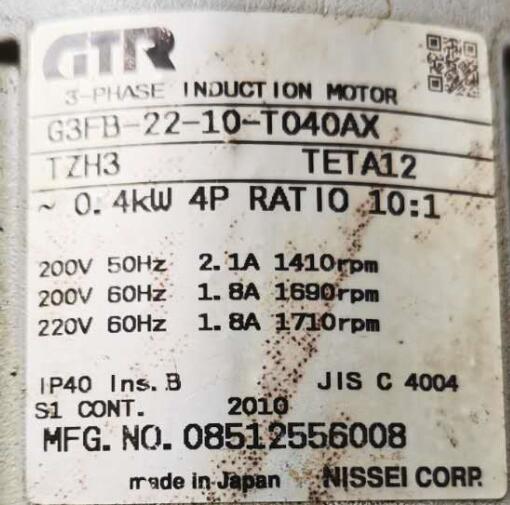 GTR
3-PHASE INDUCTION MOTOR
G3FB-22-10-T040AX
TZH3 TETA12
~ 0.4kW 4P RATIO 10:1
200V 50Hz 2.1A 1410rpm
200V 60Hz 1.8A 1690rpm
220V 60Hz 1.8A 1710rpm
IP40 Ins.B JIS C 4004
S1 CONT. 2010
MFG.NO.08512556008
made in Japan NISSEI CORP.